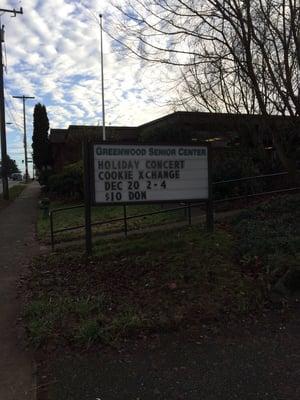 GREENWOOD SENIOR CENTER
HOLIDAY CONCERT
COOKIE XCHANGE
DEC 20 2-4
$10 DON